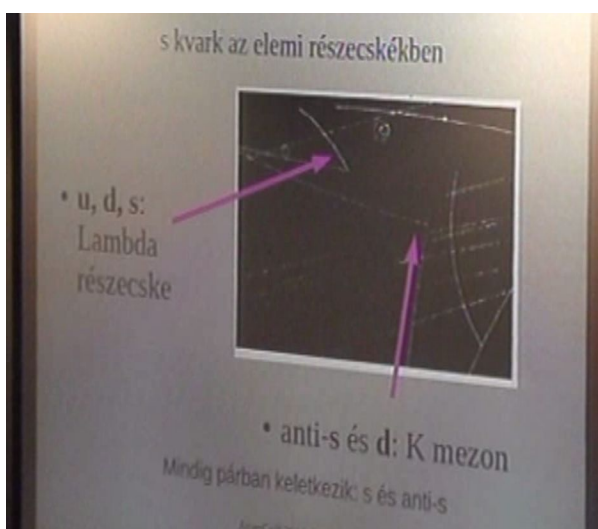 s kvark az elemi részecskékben
• u, d, s:
Lambda
részecske
• anti-s és d: K mezon
Mindig párban keletkezik: s és anti-s